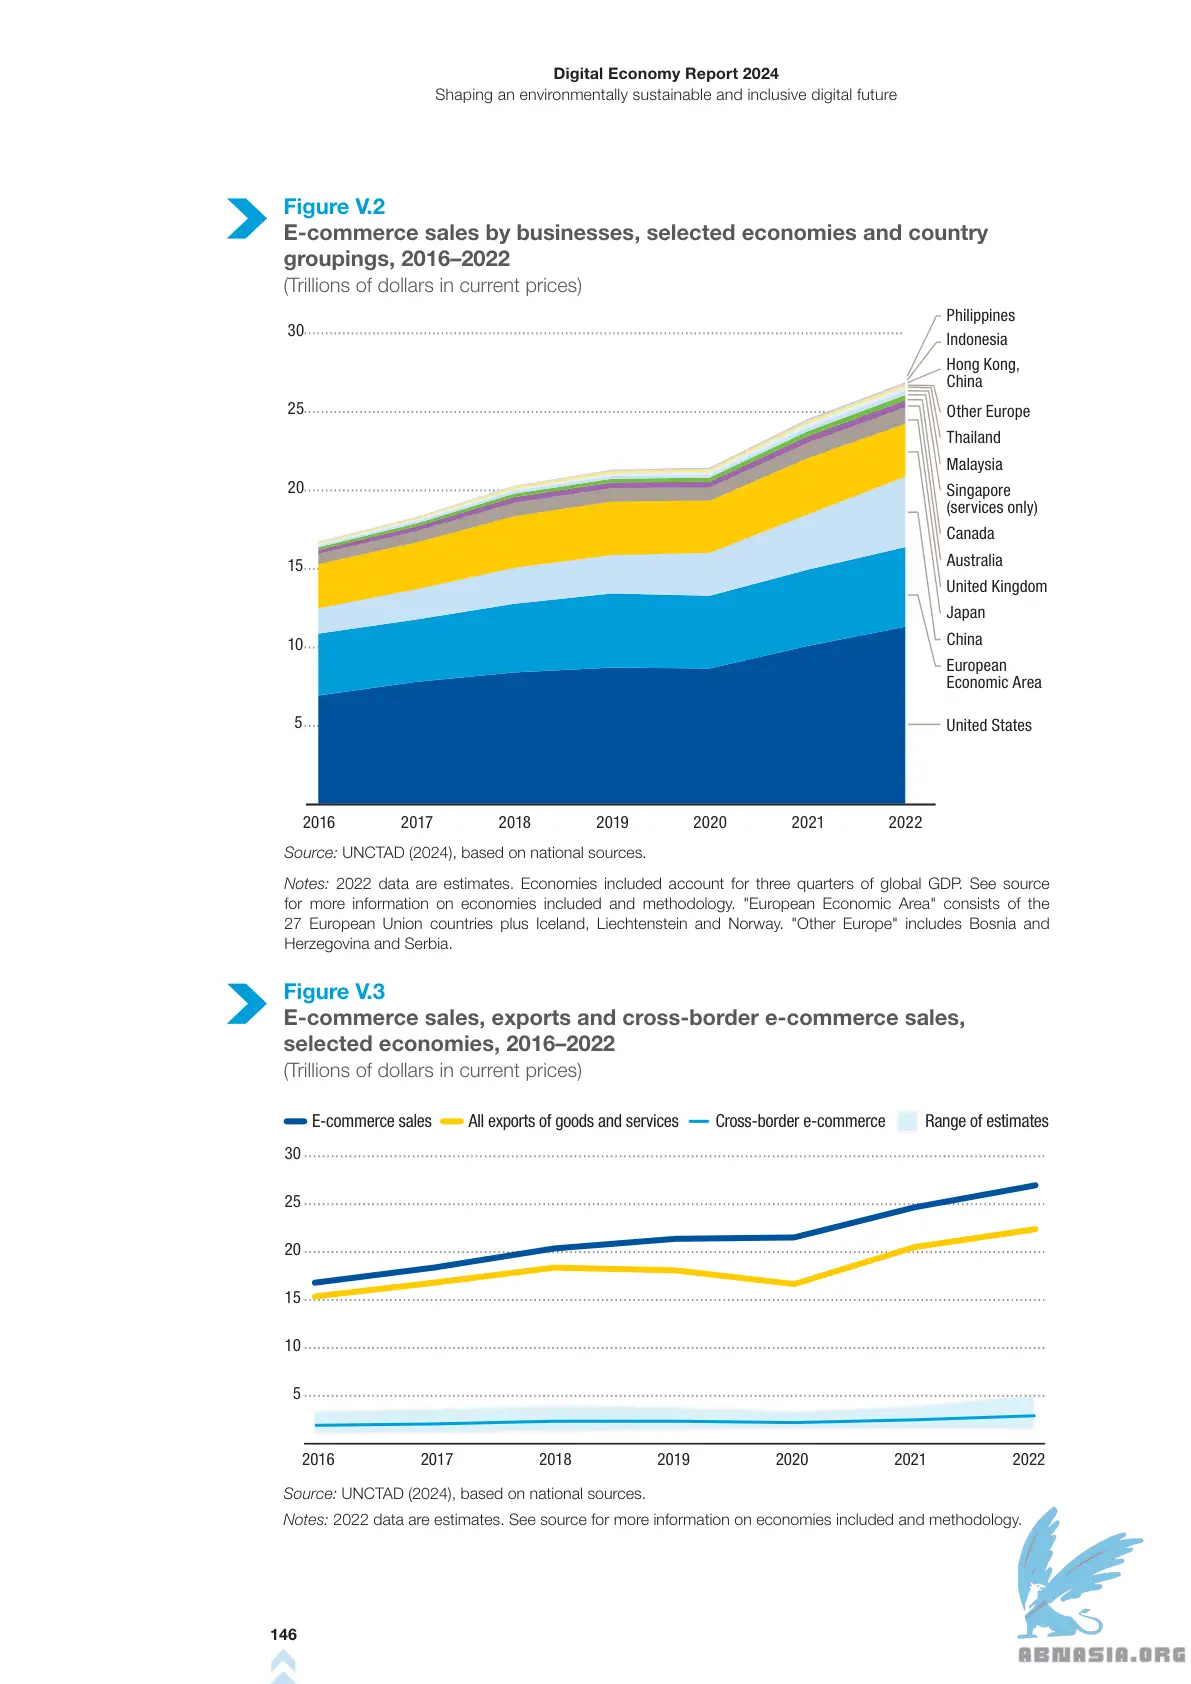 Digital Economy Report 2024
Shaping an environmentally sustainable and inclusive digital future
Figure V.2
E-commerce sales by businesses, selected economies and country
groupings, 2016–2022
(Trillions of dollars in current prices)
30
25
20
15
10
5
Philippines
Indonesia
Hong Kong,
China
Other Europe
Thailand
Malaysia
Singapore
(services only)
Canada
Australia
United Kingdom
Japan
China
European
Economic Area
United States
2016 2017 2018 2019 2020 2021 2022
Source: UNCTAD (2024), based on national sources.
Notes: 2022 data are estimates. Economies included account for three quarters of global GDP. See source
for more information on economies included and methodology. "European Economic Area" consists of the
27 European Union countries plus Iceland, Liechtenstein and Norway. "Other Europe" includes Bosnia and
Herzegovina and Serbia.
Figure V.3
E-commerce sales, exports and cross-border e-commerce sales,
selected economies, 2016–2022
(Trillions of dollars in current prices)
E-commerce sales All exports of goods and services Cross-border e-commerce Range of estimates
30
25
20
15
10
5
2016 2017 2018 2019 2020 2021 2022
Source: UNCTAD (2024), based on national sources.
Notes: 2022 data are estimates. See source for more information on economies included and methodology.
146
ABNASIA.ORG